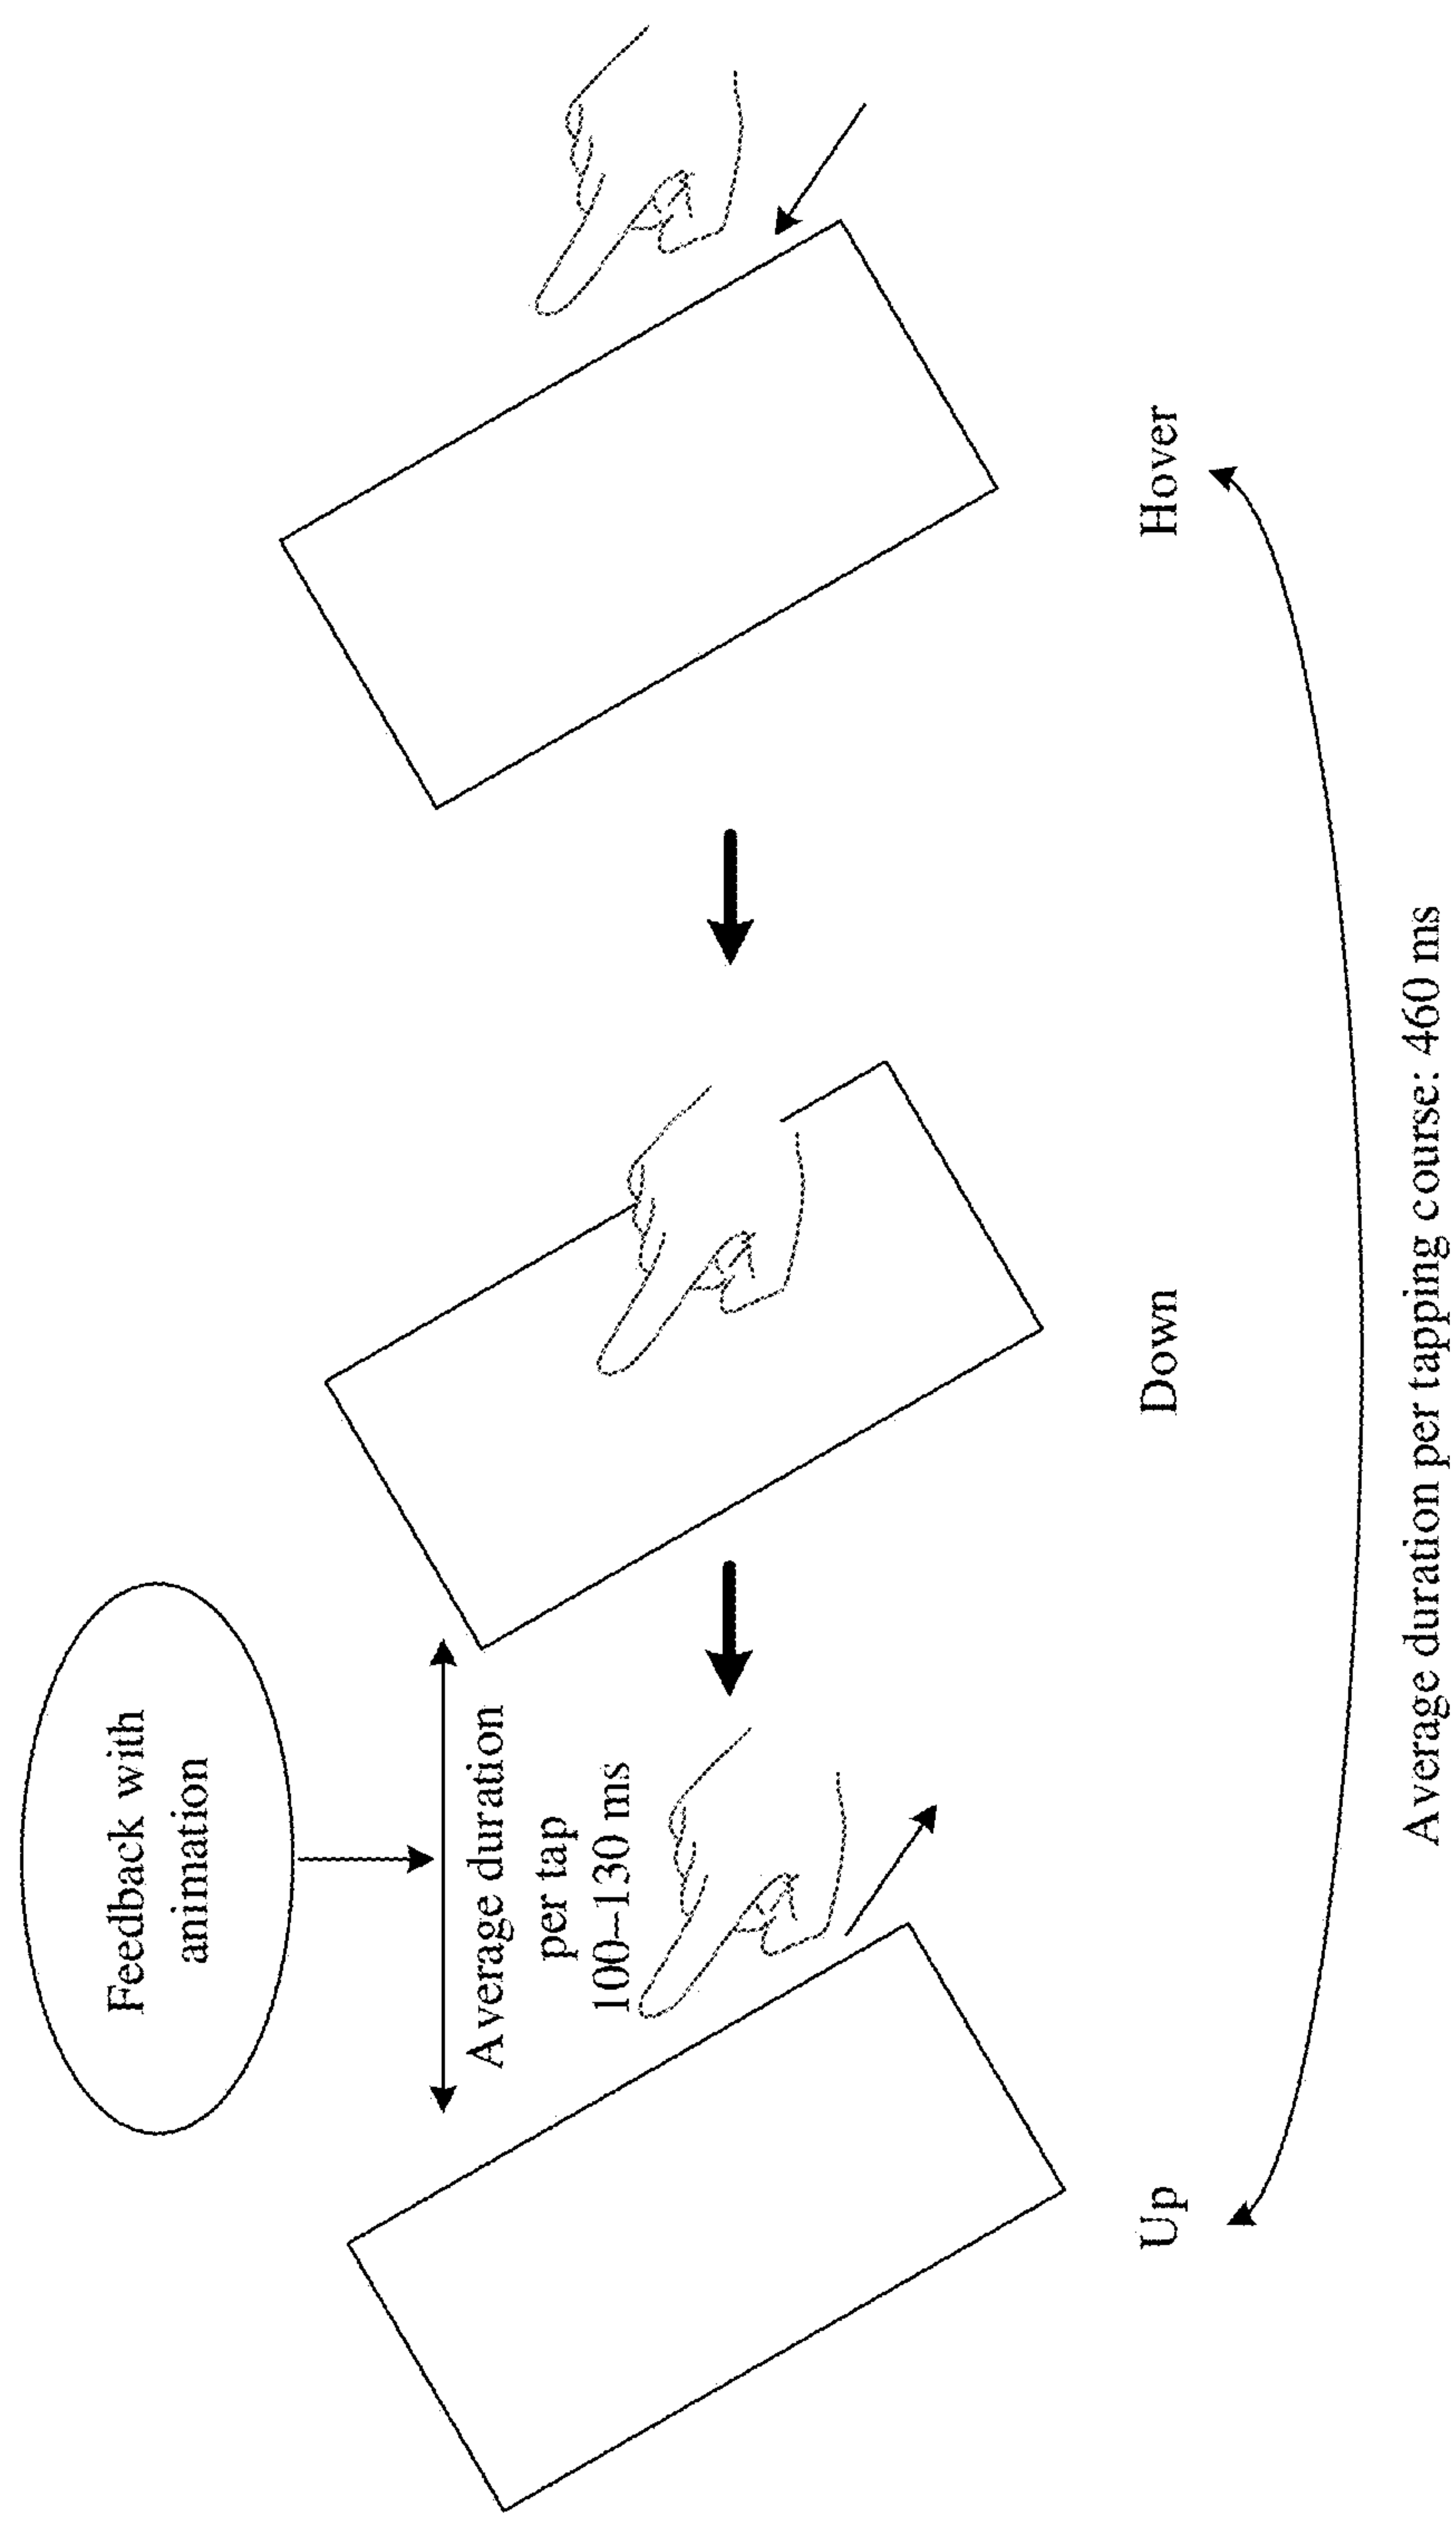 Feedback with
animation
Average duration
per tap
100–130 ms
Up
Down
Hover
Average duration per tapping course: 460 ms